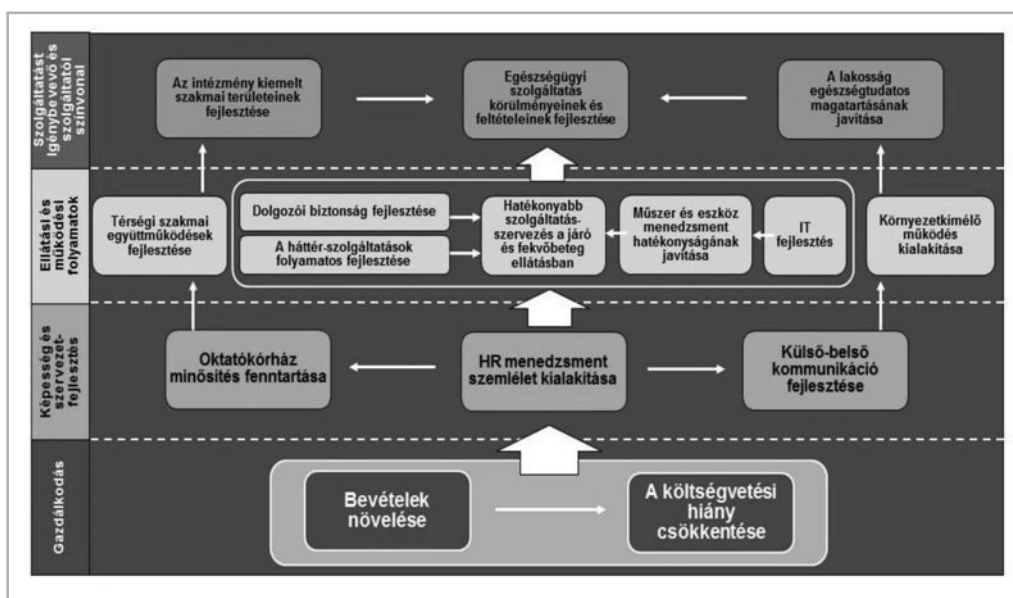 Szolgáltatást
Igénybevevő és
szolgáltatói
színvonal
Az intézmény kiemelt
szakmai területeinek
fejlesztése
Egészségügyi
szolgáltatás
körülményeinek és
feltételeinek fejlesztése
A lakosság
egészségtudatos
magatartásának
javítása
Ellátási és
működési
folyamatok
Térségi szakmai
együttműködések
fejlesztése
Dolgozói biztonság fejlesztése
A háttér-szolgáltatások
folyamatos fejlesztése
Hatékonyabb
szolgáltatás-
szervezés a járó
és fekvőbeteg
ellátásban
Műszer és eszköz
menedzsment
hatékonyságának
javítása
IT
fejlesztés
Környezetkímélő
működés
kialakítása
Képesség és
szervezet-
fejlesztés
Oktatókórház
minősítés fenntartása
HR menedzsment
szemlélet kialakítása
Külső-belső
kommunikáció
fejlesztése
Gazdálkodás
Bevételek
növelése
A költségvetési
hiány
csökkentése